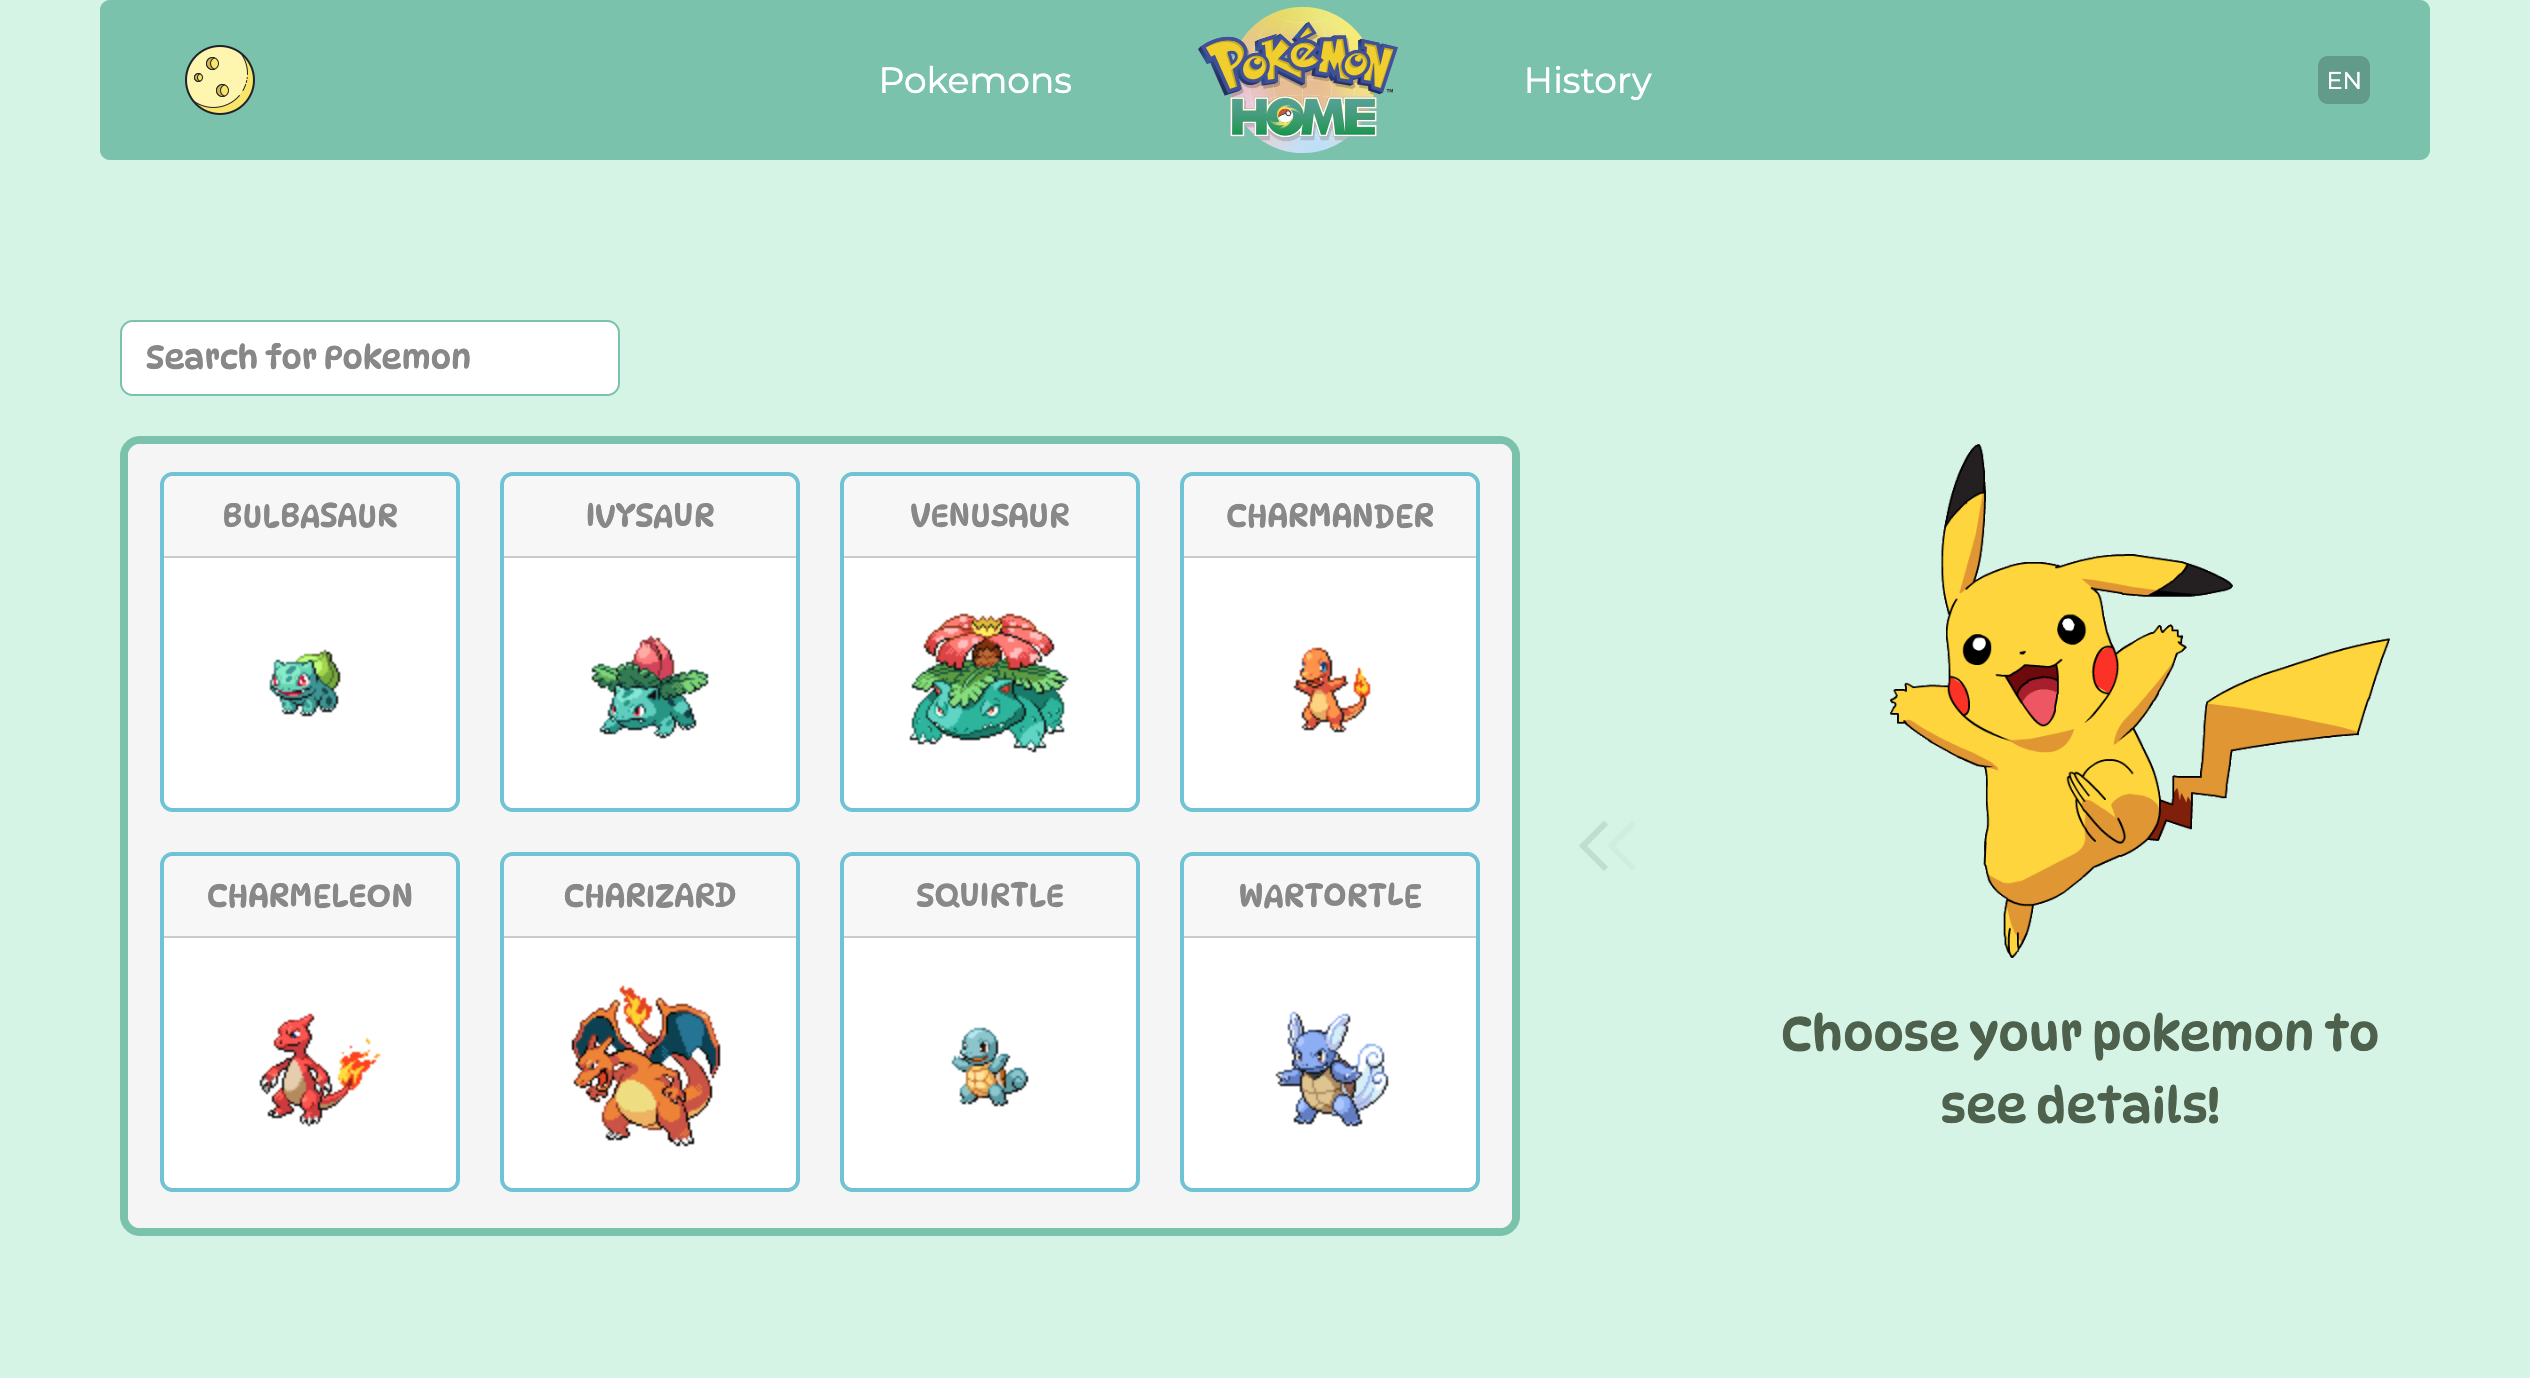 Pokemons
POKéMON
HOME
History
EN
Search for Pokemon
BULBASAUR
IVYSAUR
VENUSAUR
CHARMANDER
CHARMELEON
CHARIZARD
SQUIRTLE
WARTORTLE
Choose your pokemon to
see details!